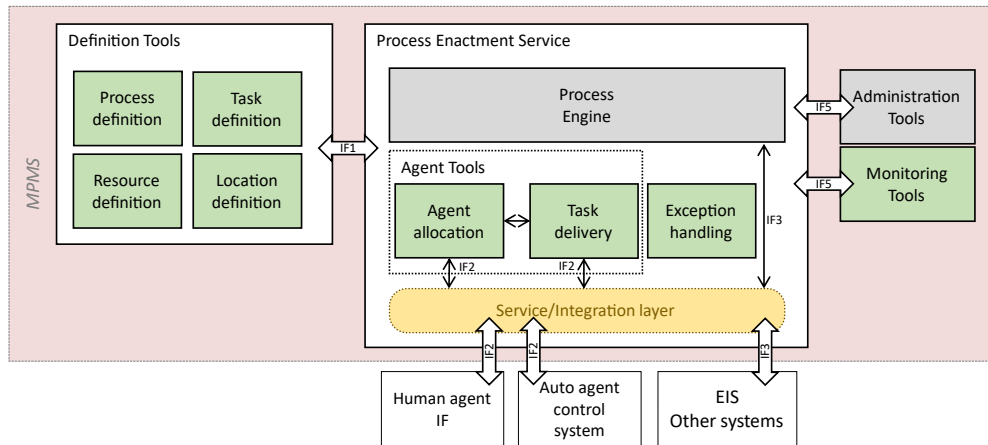 MPMS
Definition Tools
Process
definition
Task
definition
Resource
definition
Location
definition
IF1
Process Enactment Service
Process
Engine
Agent Tools
Agent
allocation
Task
delivery
Exception
handling
IF2
IF2
IF3
Service/Integration layer
IF5
Administration
Tools
IF5
Monitoring
Tools
IF2
IF2
IF3
Human agent
IF
Auto agent
control
system
EIS
Other systems